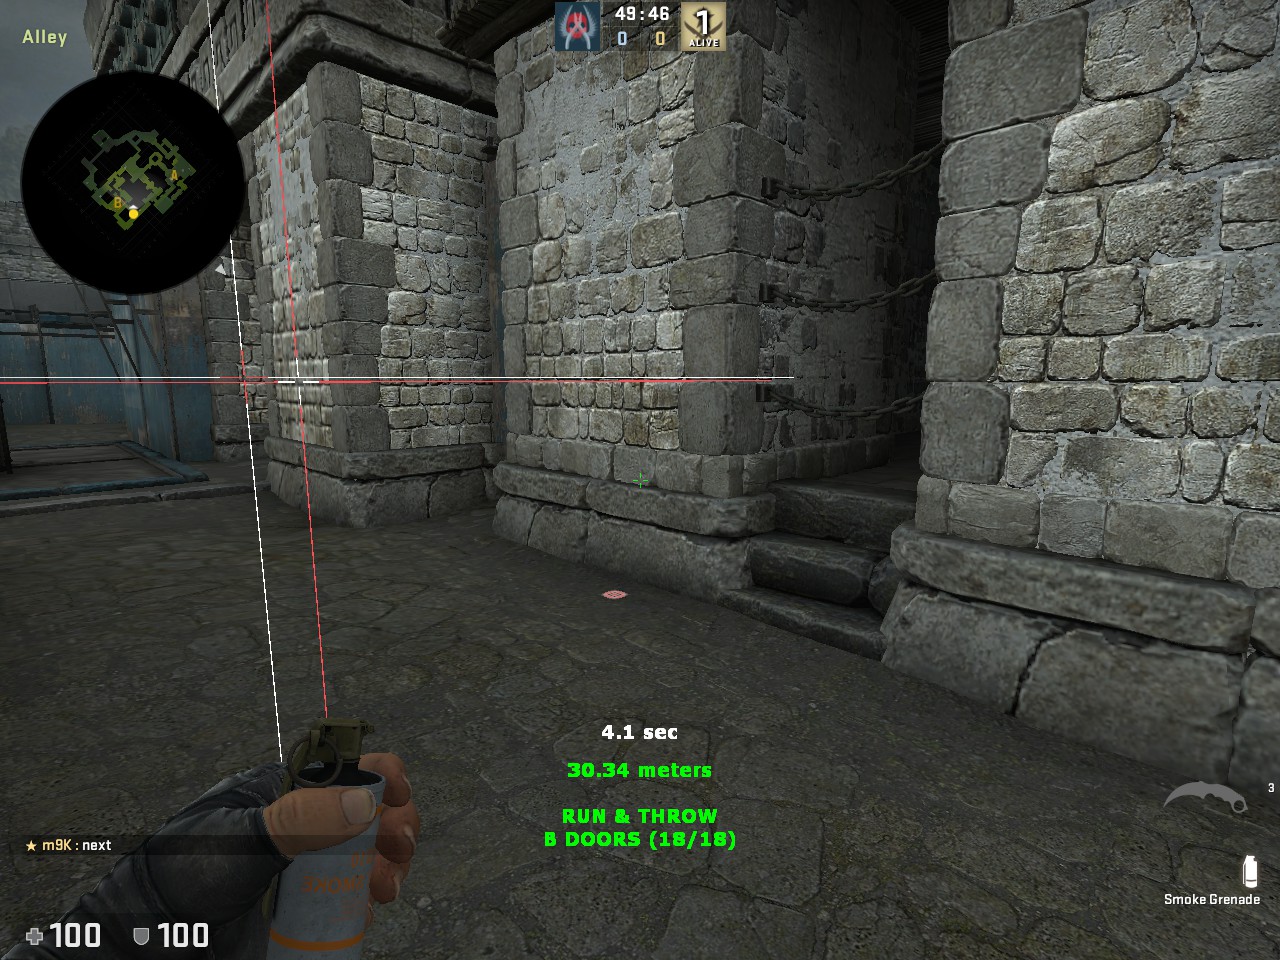 Alley
49:46
0 0
1
ALIVE
A
B
4.1 sec
30.34 meters
RUN & THROW
B DOORS (18/18)
★ m9K : next
3
Smoke Grenade
100 100